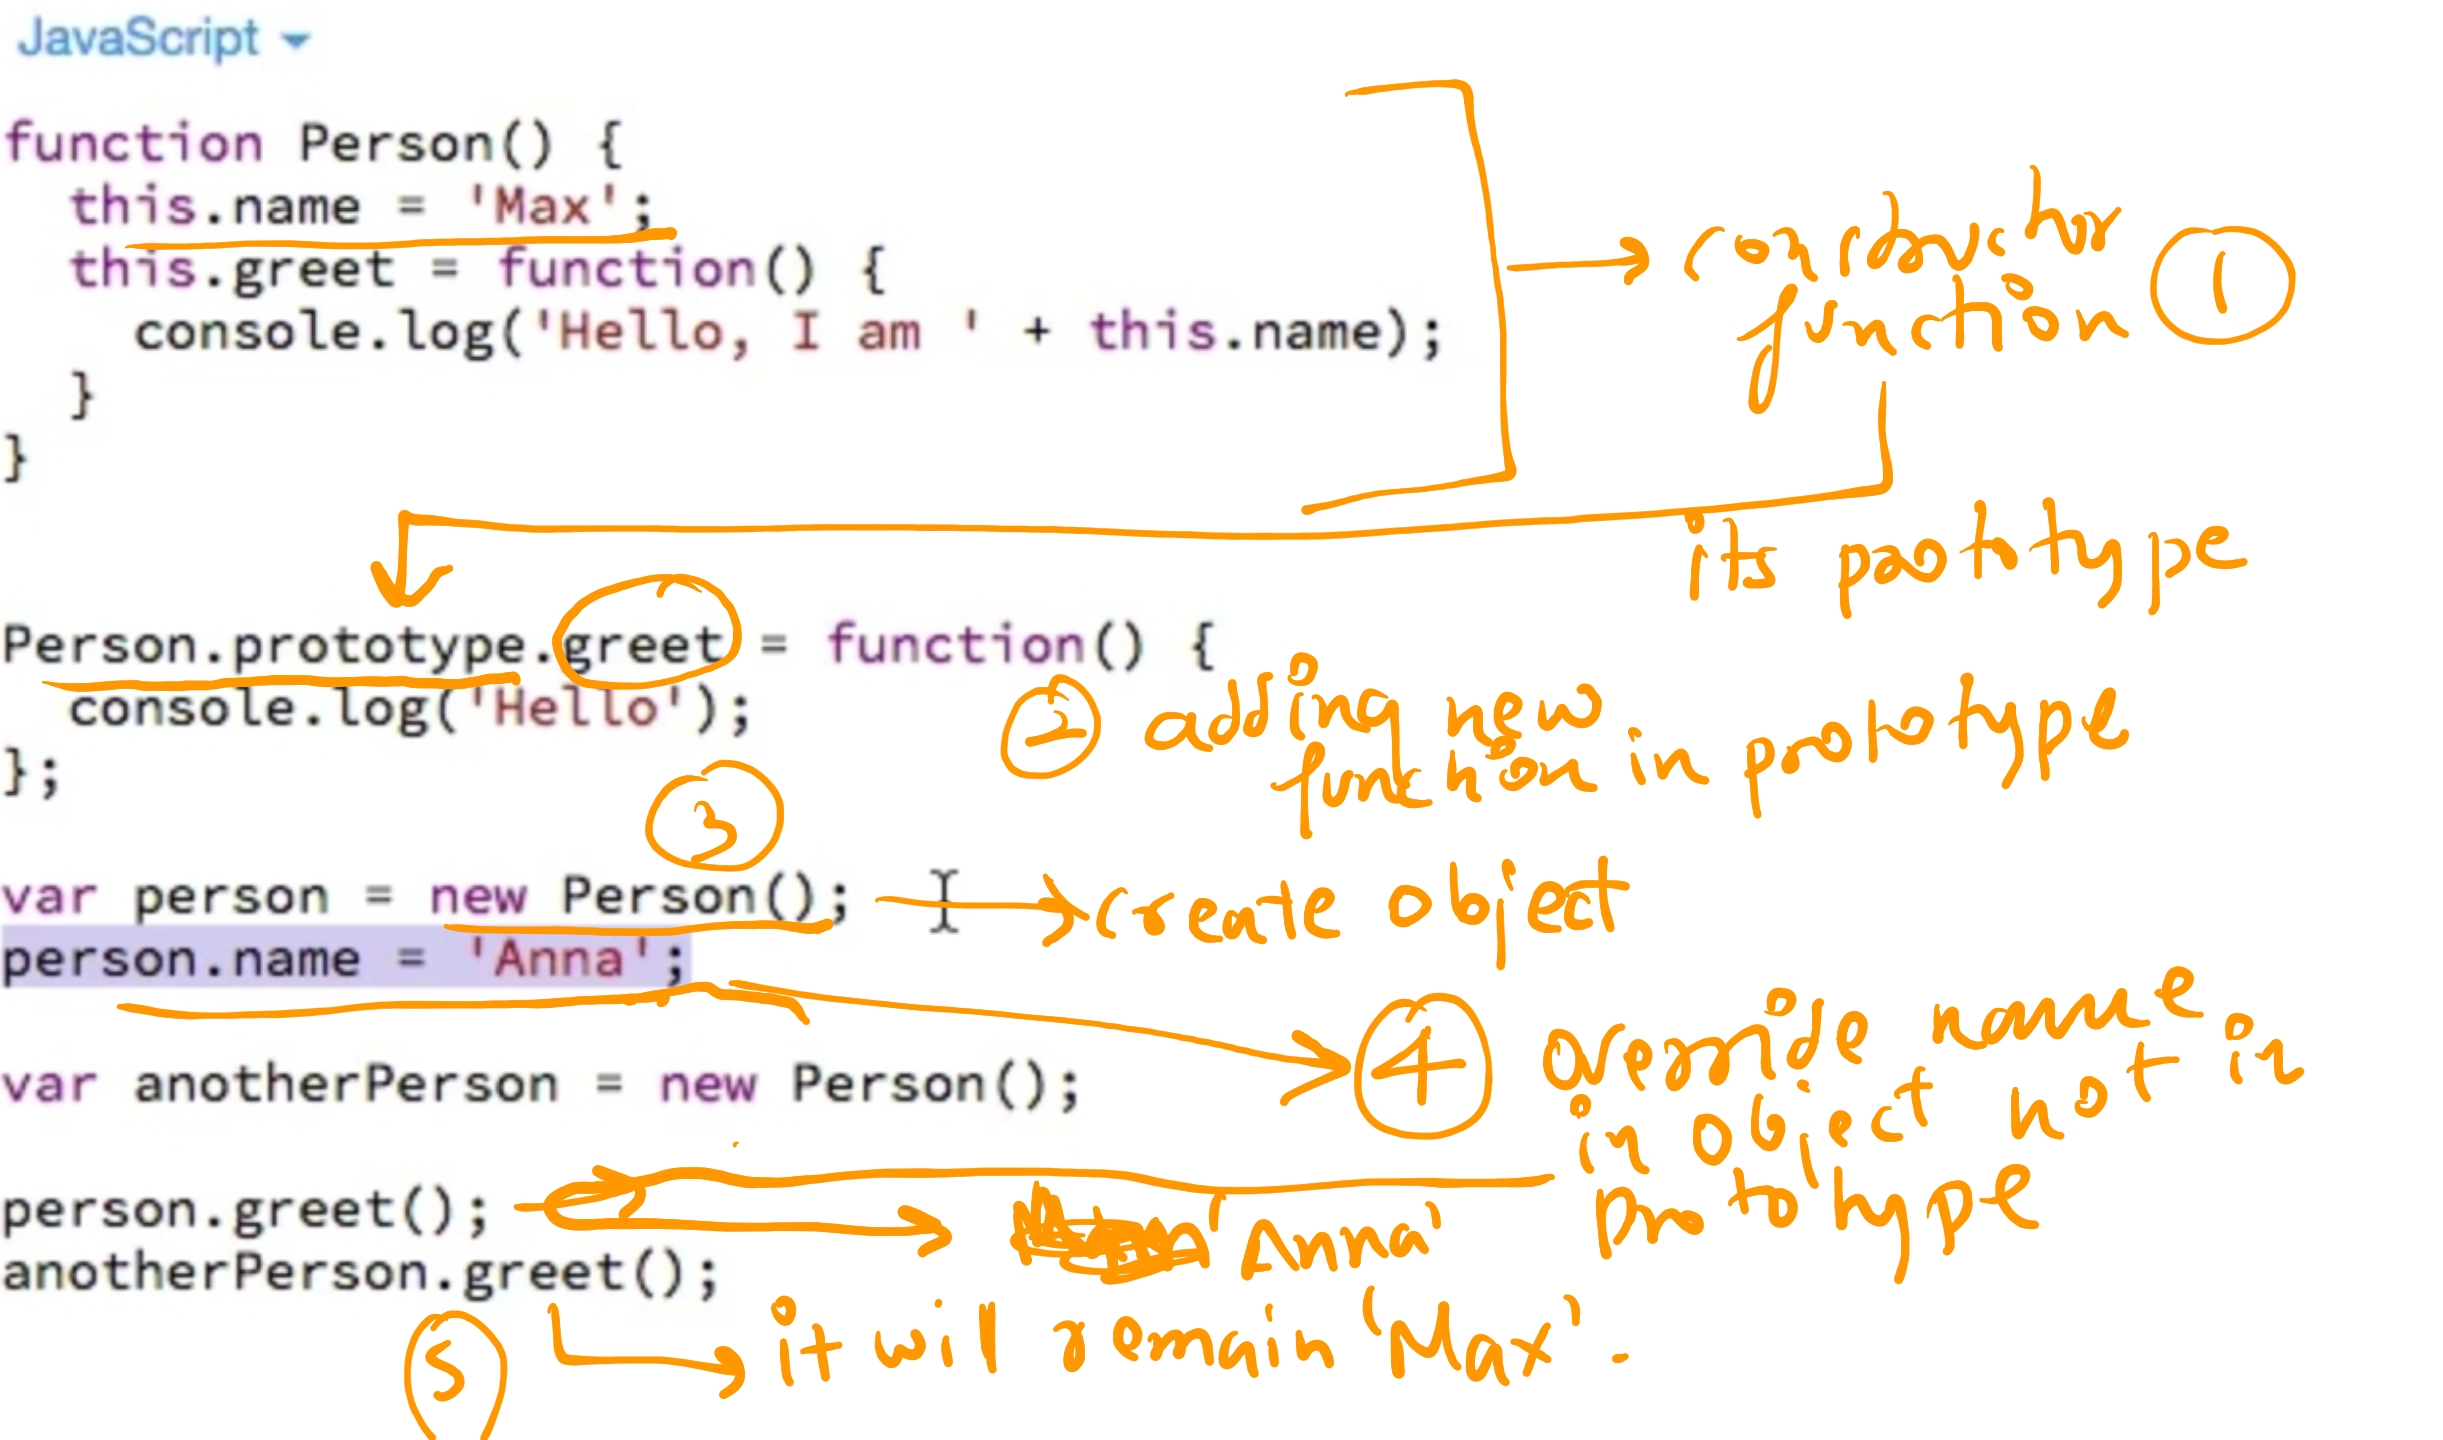 JavaScript
function Person() {
this.name = 'Max';
this.greet = function() {
console.log('Hello, I am ' + this.name);
}
}
constructor
function
1
its prototype
Person.prototype.greet = function() {
console.log('Hello');
};
2 adding new
function in prototype
3
var person = new Person();
create object
person.name = 'Anna';
4 override name
in object not in
prototype
var anotherPerson = new Person();
person.greet();
'Anna'
anotherPerson.greet();
5
it will remain 'Max'.